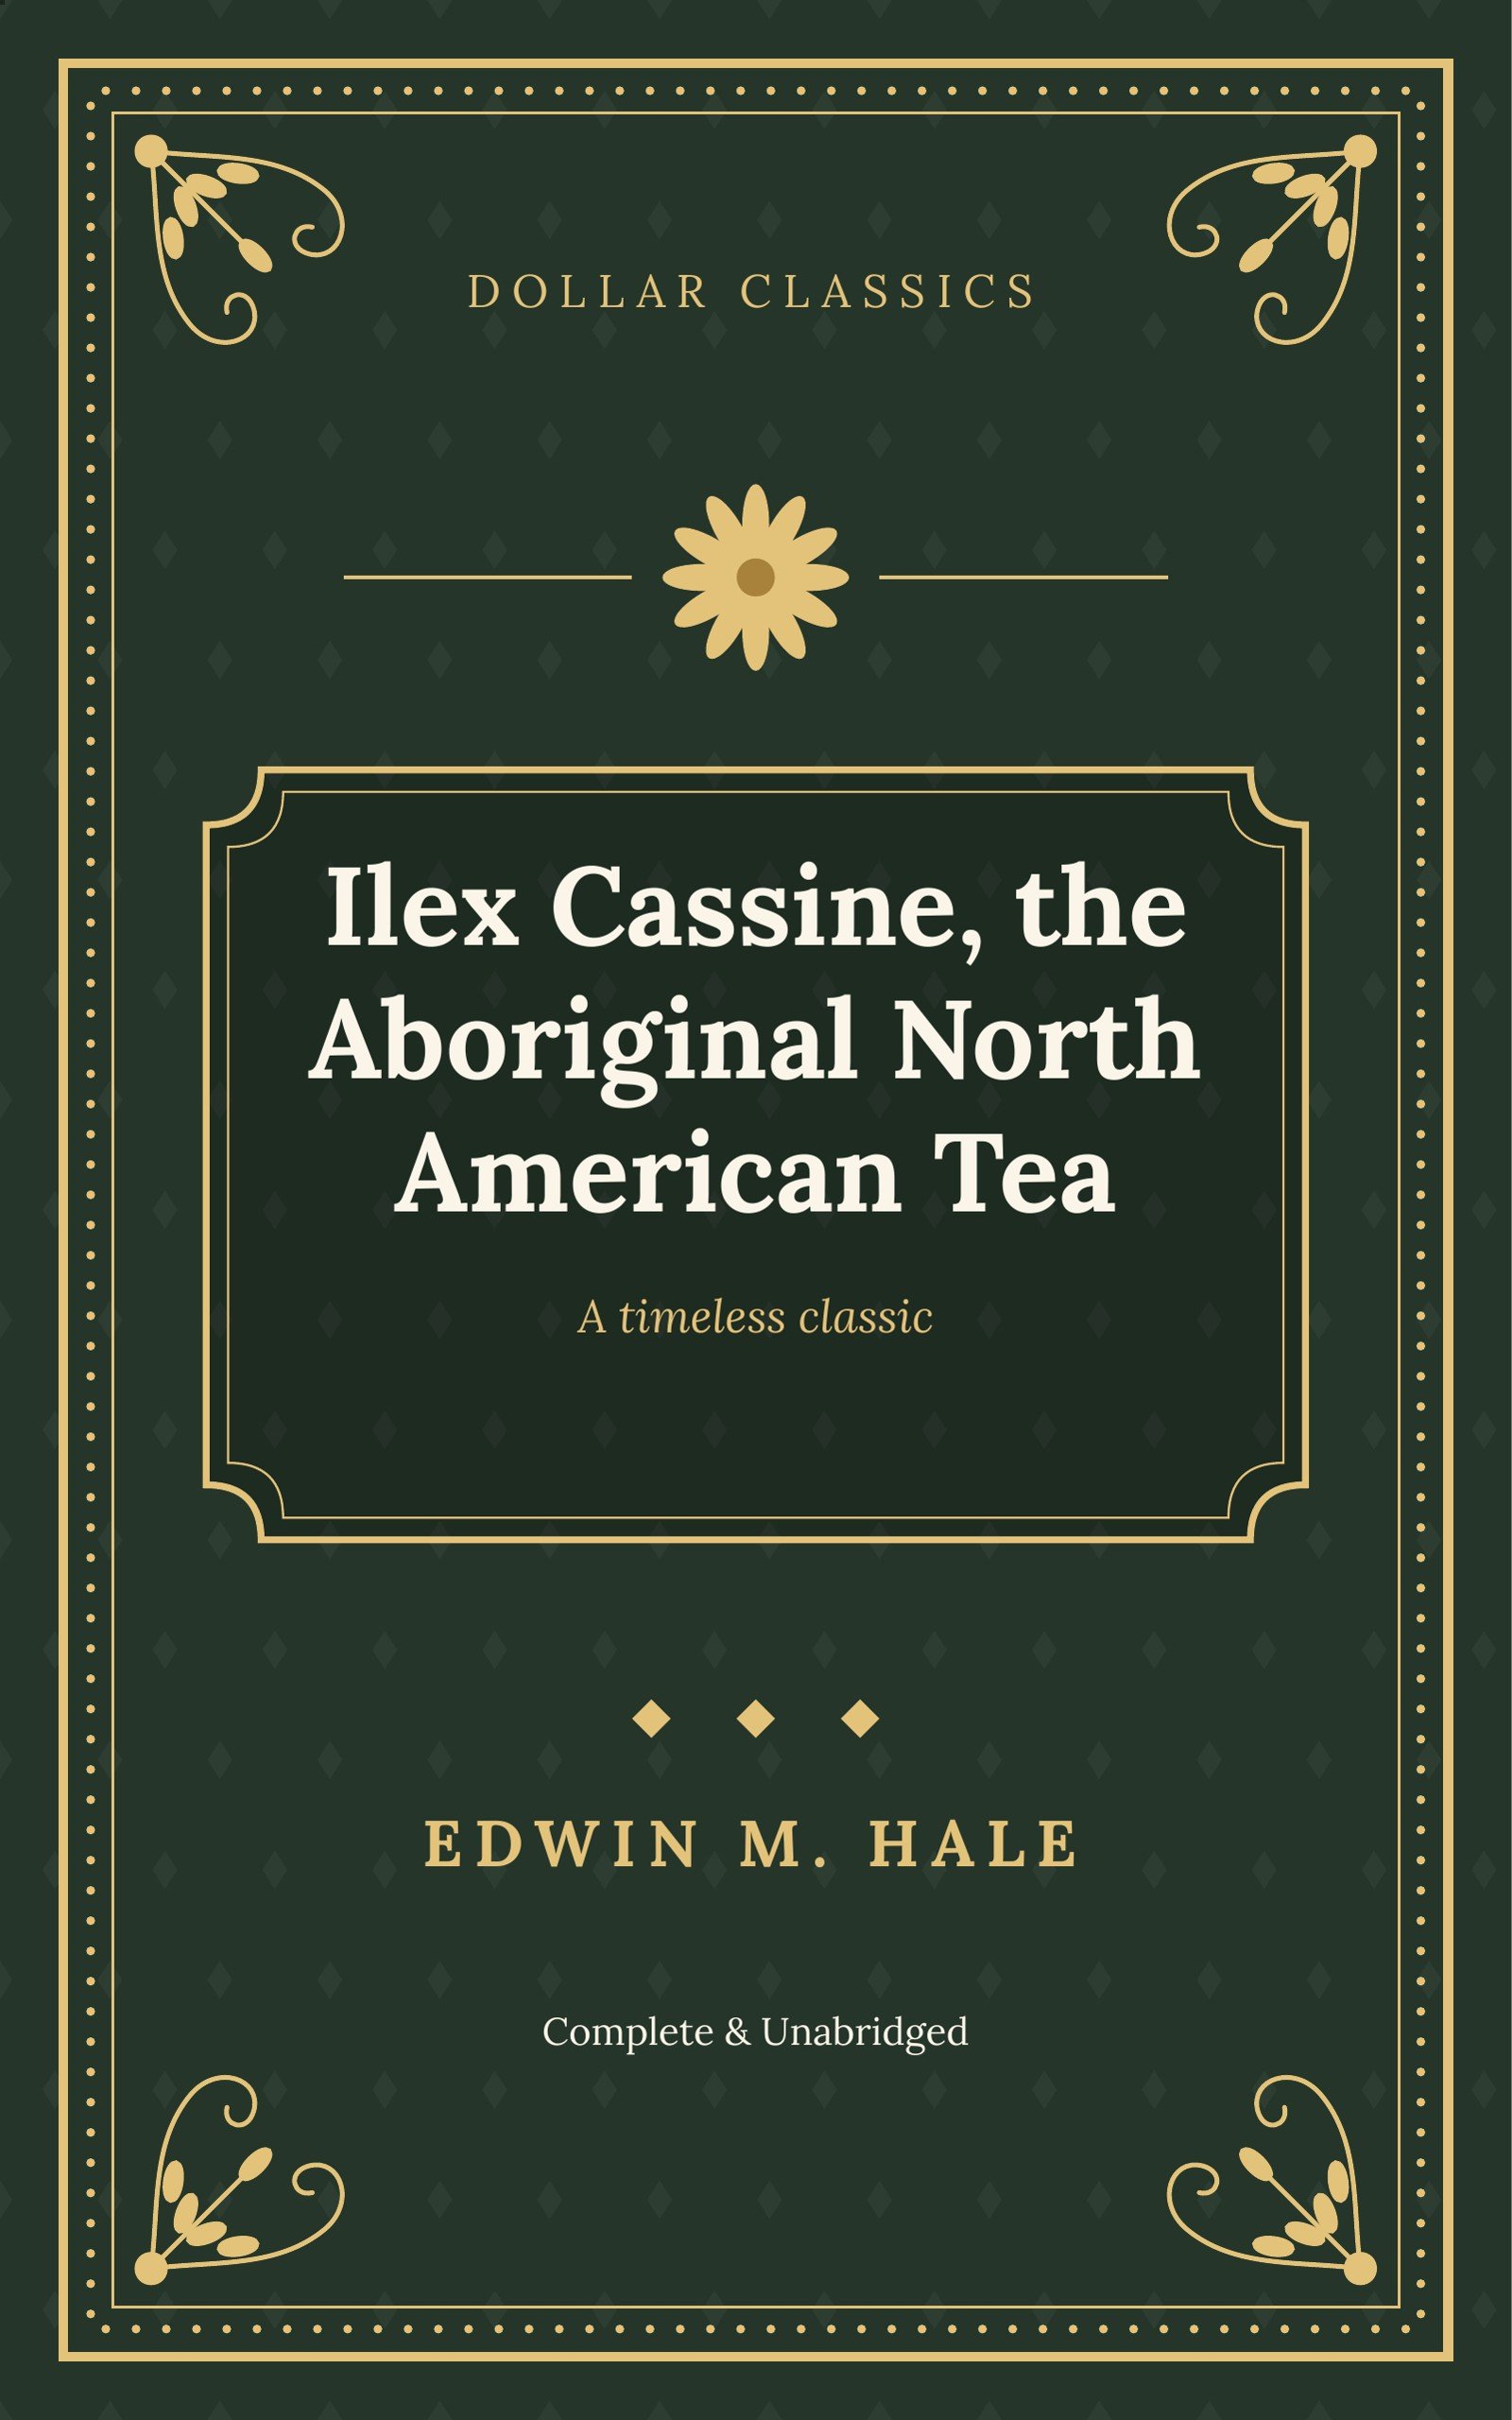 DOLLAR CLASSICS
Ilex Cassine, the
Aboriginal North
American Tea
A timeless classic
EDWIN M. HALE
Complete & Unabridged